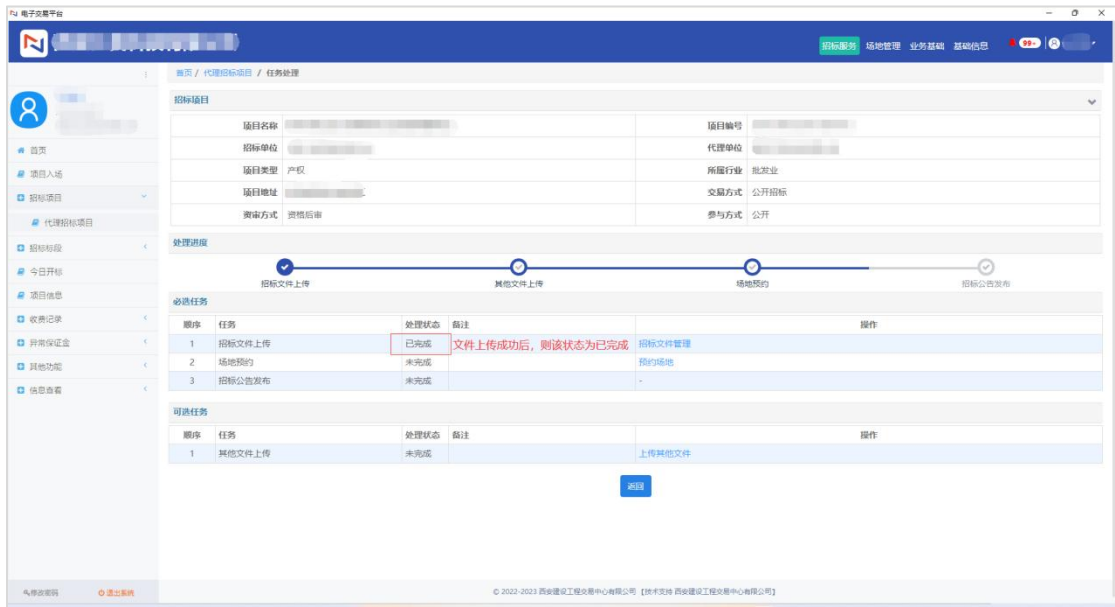 电子交易平台
招标服务 场地管理 业务基础 基础信息 99+
首页 / 代理招标项目 / 任务处理
招标项目
项目名称 项目编号
招标单位 代理单位
项目类型 产权 所属行业 批发业
项目地址 交易方式 公开招标
资审方式 资格后审 参与方式 公开
首页
项目入场
招标项目
代理招标项目
招标标段
今日开标
项目信息
收费记录
异常保证金
其他功能
信息查看
处理进度
招标文件上传 其他文件上传 场地预约 招标公告发布
必选任务
顺序 任务 处理状态 备注 操作
1 招标文件上传 已完成 文件上传成功后，则该状态为已完成 招标文件管理
2 场地预约 未完成 预约场地
3 招标公告发布 未完成 -
可选任务
顺序 任务 处理状态 备注 操作
1 其他文件上传 未完成 上传其他文件
返回
修改密码 退出系统
© 2022-2023 西安建设工程交易中心有限公司 【技术支持 西安建设工程交易中心有限公司】